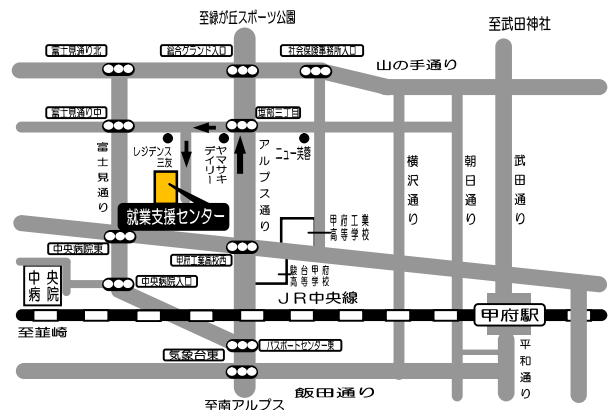 至緑が丘スポーツ公園
至武田神社
富士見通り北
総合グランド入口
社会保険事務所入口
山の手通り
富士見通り中
塩部三丁目
レジデンス
三友
デイリー
ヤマサキ
ニュー芙蓉
富士見通り
アルプス通り
横沢通り
朝日通り
武田通り
就業支援センター
甲府工業
高等学校
中央病院東
甲府工業高校西
駿台甲府
高等学校
中央
病院
中央病院入口
JR中央線
甲府駅
至韮崎
パスポートセンター東
気象台東
平和通り
飯田通り
至南アルプス